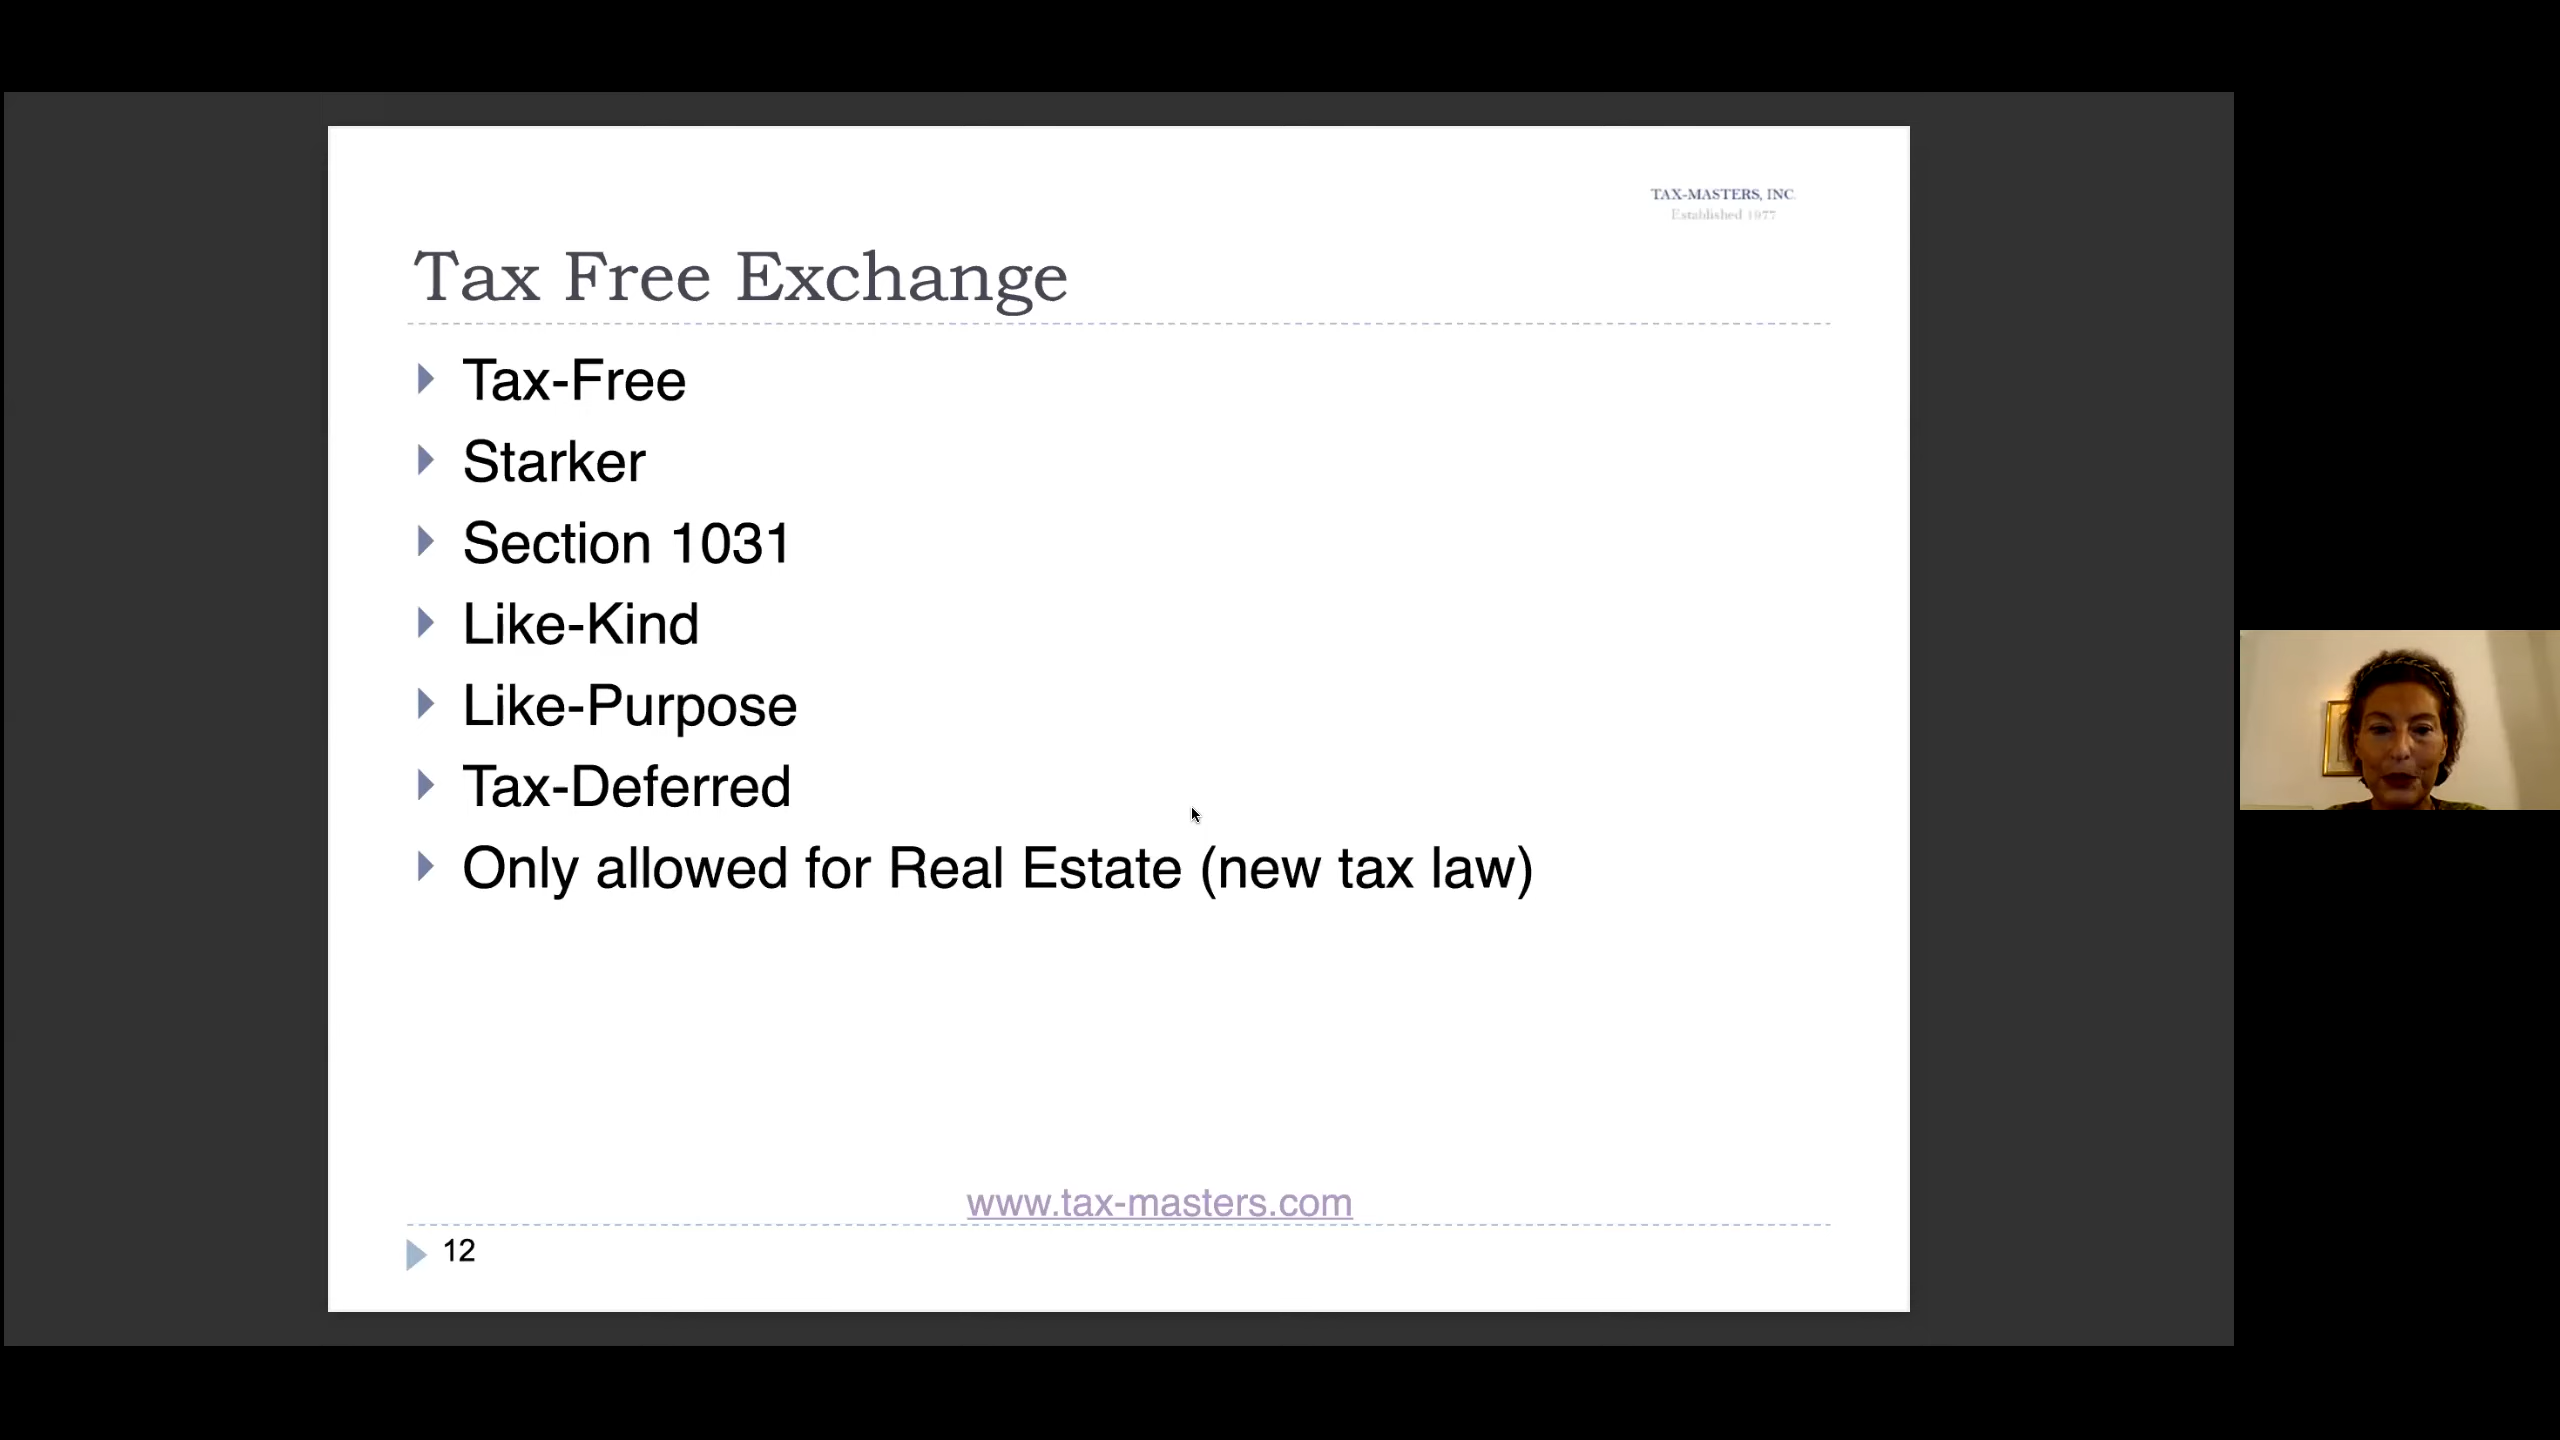 TAX-MASTERS, INC.
Established 1977
Tax Free Exchange
Tax-Free
Starker
Section 1031
Like-Kind
Like-Purpose
Tax-Deferred
Only allowed for Real Estate (new tax law)
www.tax-masters.com
12